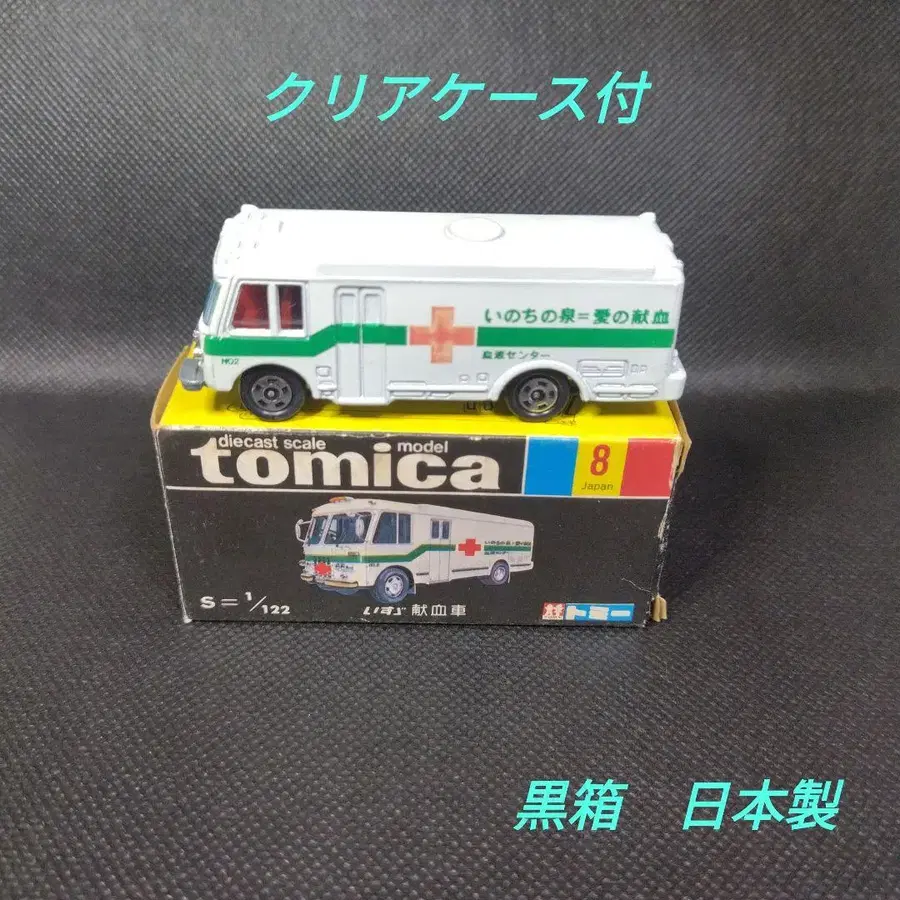 クリアケース付
いのちの泉=愛の献血
血液センター
NO2
diecast scale model
tomica
8
Japan
S=1/122
いすゞ 献血車
トミー
黒箱 日本製